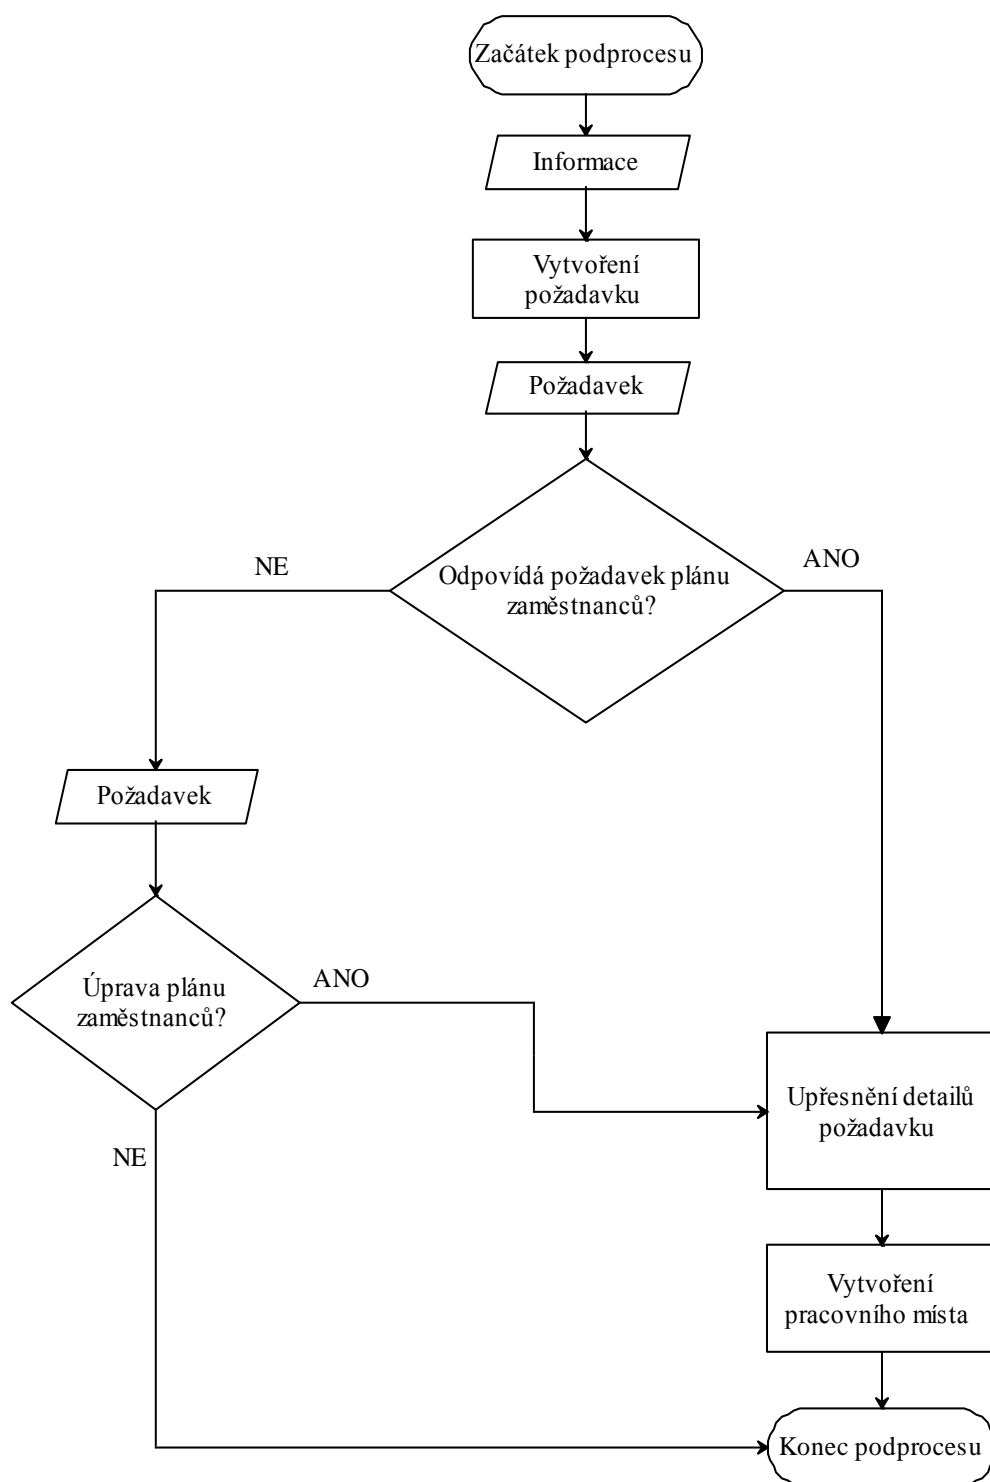 Začátek podprocesu
Informace
Vytvoření
požadavku
Požadavek
NE
ANO
Odpovídá požadavek plánu
zaměstnanců?
Požadavek
ANO
Úprava plánu
zaměstnanců?
Upřesnění detailů
požadavku
NE
Vytvoření
pracovního místa
Konec podprocesu